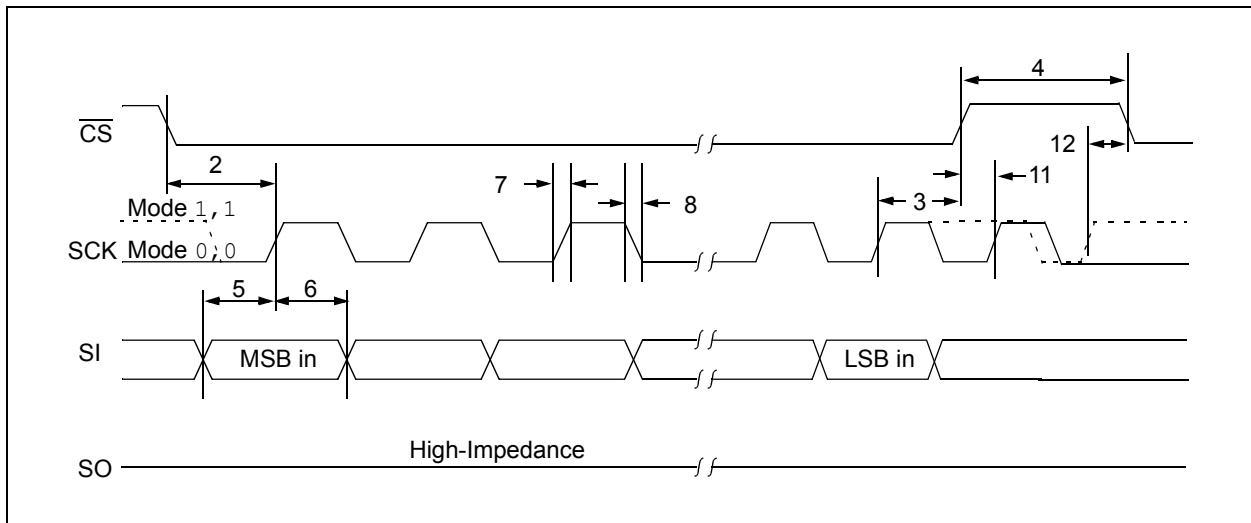 4
CS
12
2
7
8
3
11
Mode 1,1
SCK Mode 0,0
5
6
SI
MSB in
LSB in
High-Impedance
SO